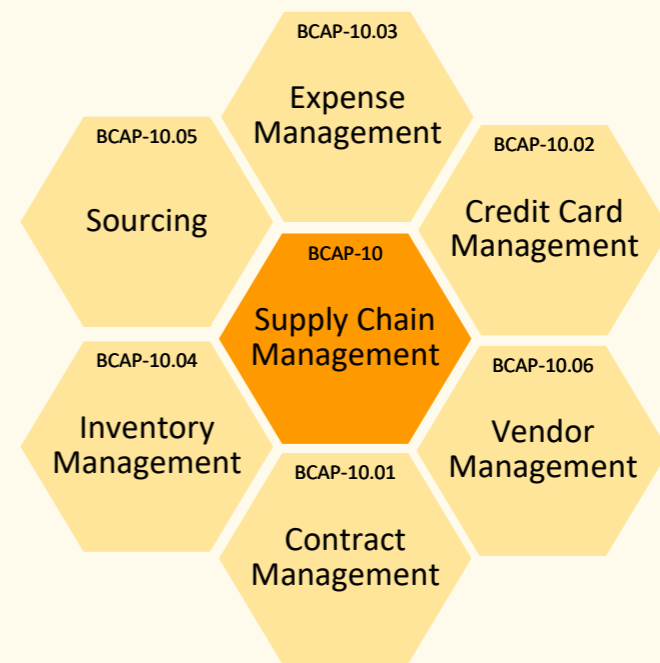 BCAP-10.03
Expense
Management
BCAP-10.05
Sourcing
BCAP-10.02
Credit Card
Management
BCAP-10
Supply Chain
Management
BCAP-10.04
Inventory
Management
BCAP-10.06
Vendor
Management
BCAP-10.01
Contract
Management